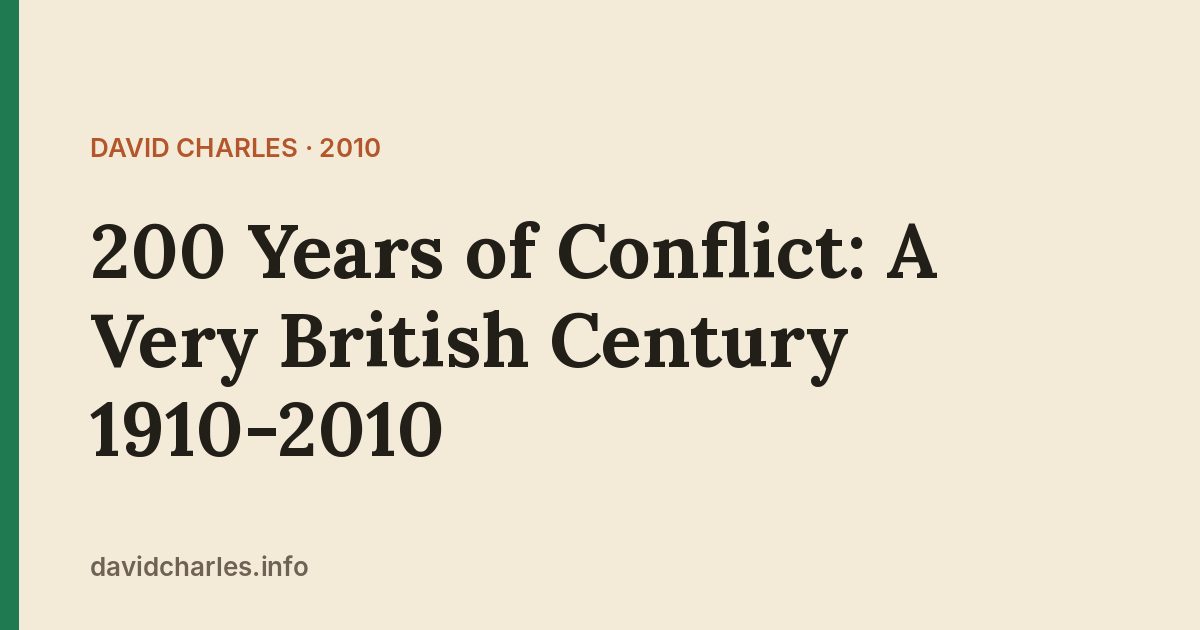 DAVID CHARLES · 2010
200 Years of Conflict: A
Very British Century
1910–2010
davidcharles.info